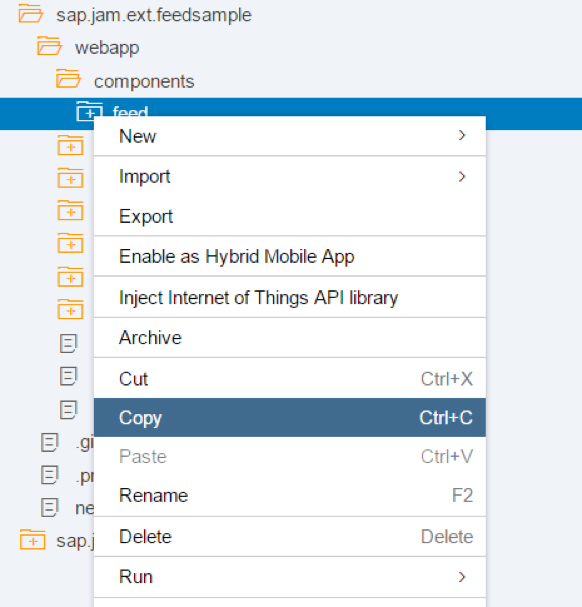 sap.jam.ext.feedsample
webapp
components
feed
New
Import
Export
Enable as Hybrid Mobile App
Inject Internet of Things API library
Archive
Cut Ctrl+X
Copy Ctrl+C
.gi
Paste Ctrl+V
.pr
Rename F2
ne
sap.j
Delete Delete
Run